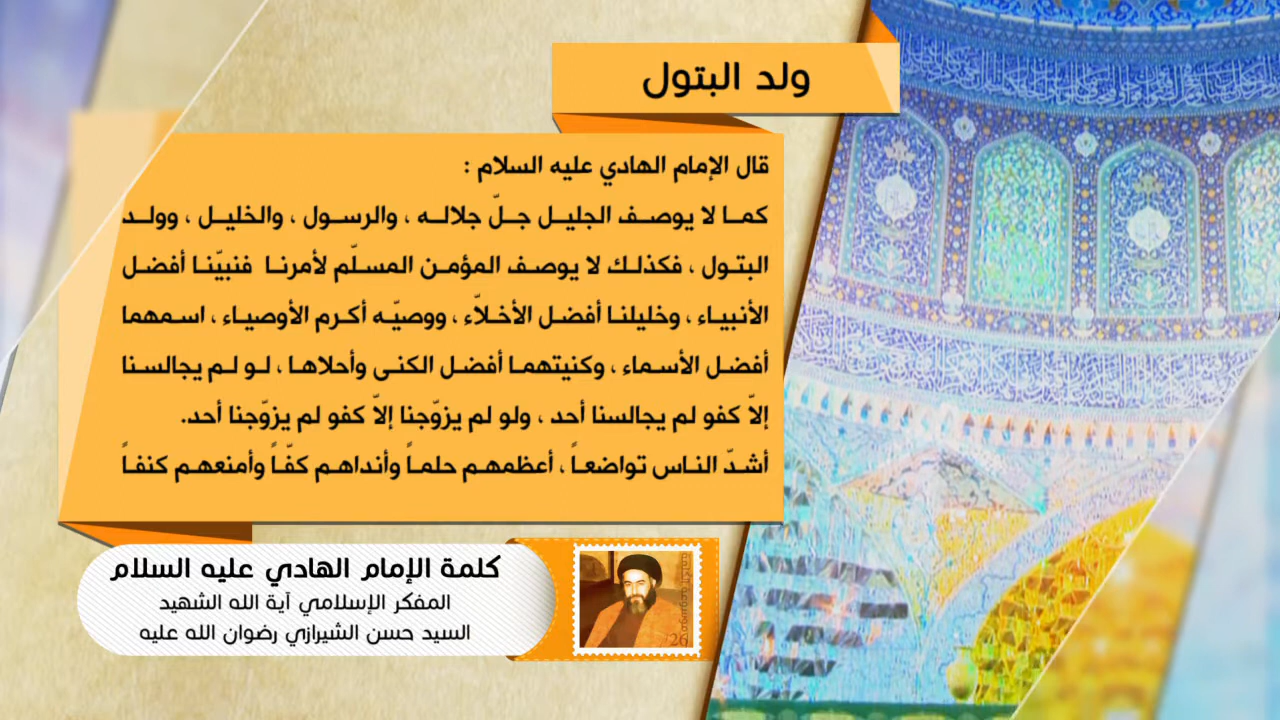 ولد البتول
قال الإمام الهادي عليه السلام :
كما لا يوصف الجليل جلّ جلاله ، والرسول ، والخليل ، وولد
البتول ، فكذلك لا يوصف المؤمن المسلّم لأمرنا فنبيّنا أفضل
الأنبياء ، وخليلنا أفضل الأخلاّء ، ووصيّه أكرم الأوصياء ، اسمهما
أفضل الأسماء ، وكنيتهما أفضل الكنى وأحلاها ، لو لم يجالسنا
إلاّ كفو لم يجالسنا أحد ، ولو لم يزوّجنا إلاّ كفو لم يزوّجنا أحد.
أشدّ الناس تواضعاً ، أعظمهم حلماً وأنداهم كفّاً وأمنعهم كنفاً
كلمة الإمام الهادي عليه السلام
المفكر الإسلامي آية الله الشهيد
السيد حسن الشيرازي رضوان الله عليه
26